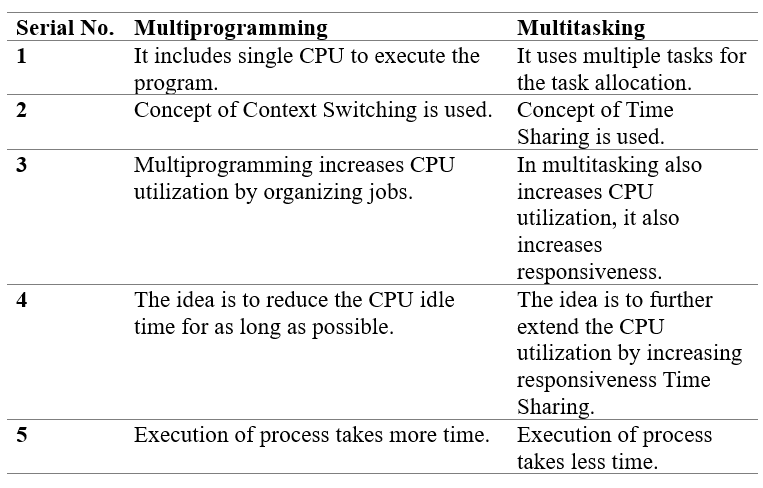 Serial No. Multiprogramming Multitasking
1 It includes single CPU to execute the It uses multiple tasks for
program. the task allocation.
2 Concept of Context Switching is used. Concept of Time
Sharing is used.
3 Multiprogramming increases CPU In multitasking also
utilization by organizing jobs. increases CPU
utilization, it also
increases
responsiveness.
4 The idea is to reduce the CPU idle The idea is to further
time for as long as possible. extend the CPU
utilization by increasing
responsiveness Time
Sharing.
5 Execution of process takes more time. Execution of process
takes less time.